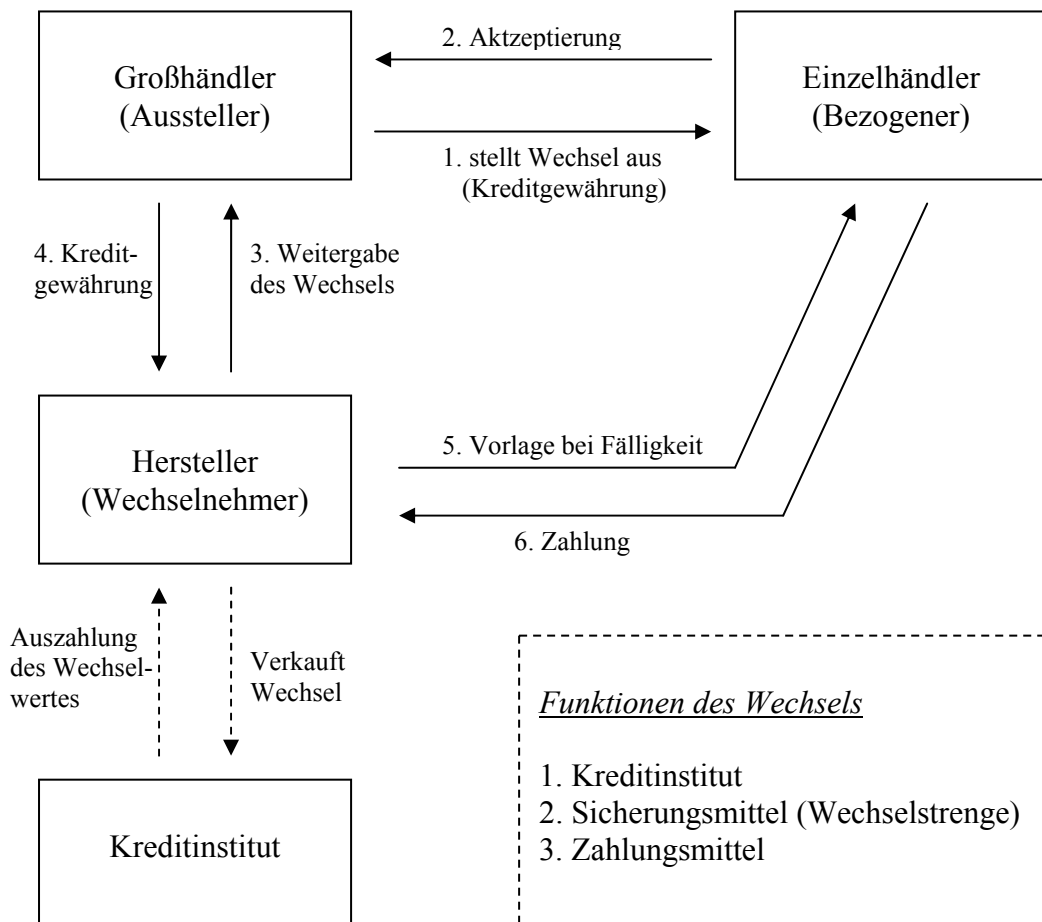 2. Aktzeptierung
Großhändler
(Aussteller)
Einzelhändler
(Bezogener)
1. stellt Wechsel aus
(Kreditgewährung)
4. Kredit-
gewährung
3. Weitergabe
des Wechsels
Hersteller
(Wechselnehmer)
5. Vorlage bei Fälligkeit
6. Zahlung
Auszahlung
des Wechsel-
wertes
Verkauft
Wechsel
Kreditinstitut
Funktionen des Wechsels
1. Kreditinstitut
2. Sicherungsmittel (Wechselstrenge)
3. Zahlungsmittel